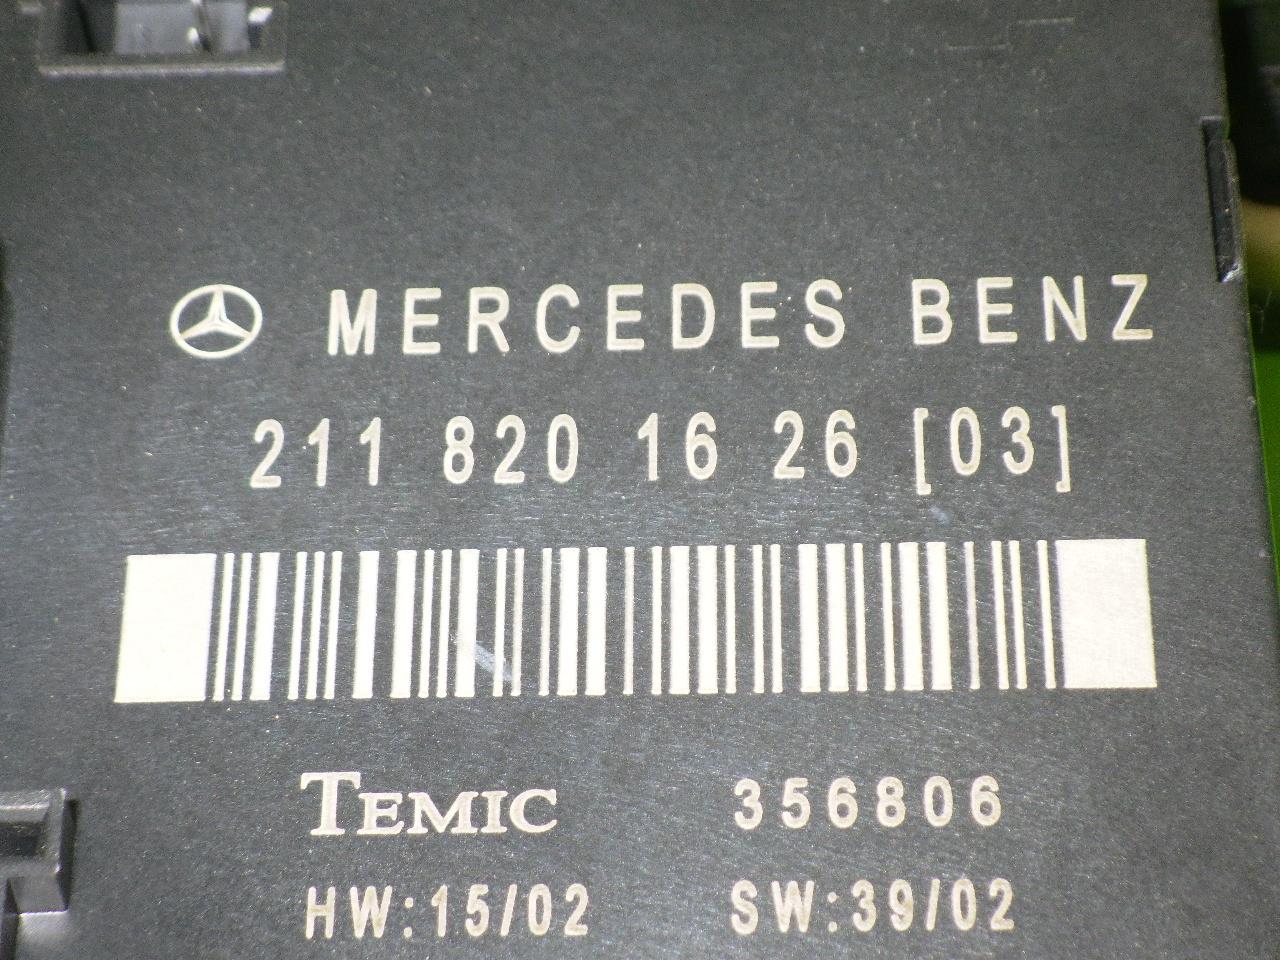 MERCEDES BENZ
211 820 16 26 [03]
TEMIC 356806
HW:15/02 SW:39/02